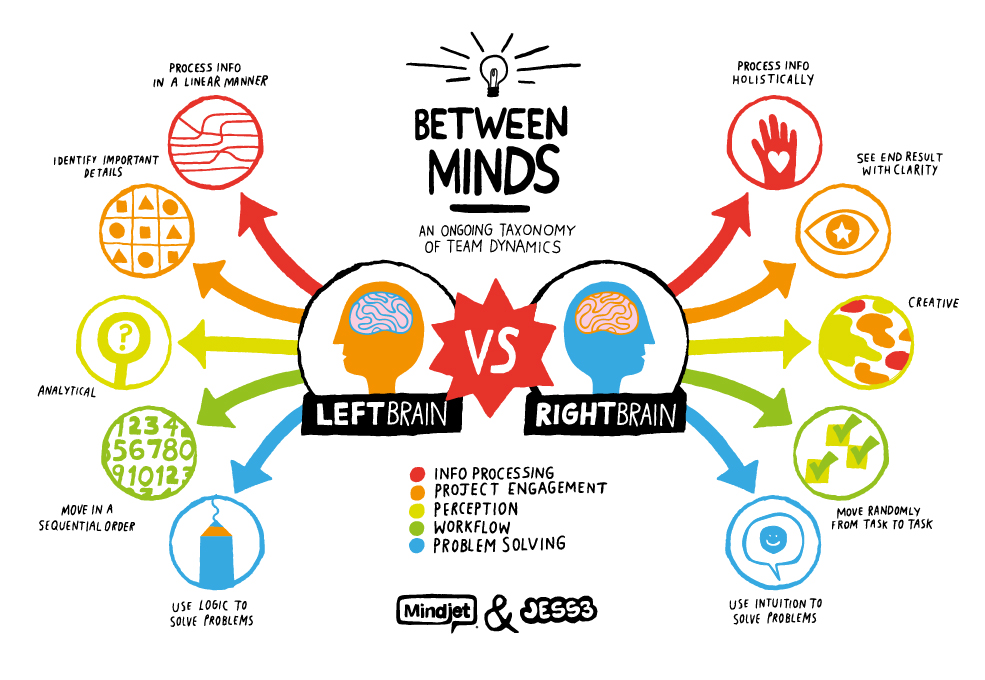 BETWEEN
MINDS
AN ONGOING TAXONOMY
OF TEAM DYNAMICS
PROCESS INFO
IN A LINEAR MANNER
IDENTIFY IMPORTANT
DETAILS
?
ANALYTICAL
1234
56780
910123
MOVE IN A
SEQUENTIAL ORDER
USE LOGIC TO
SOLVE PROBLEMS
LEFTBRAIN
VS
RIGHTBRAIN
PROCESS INFO
HOLISTICALLY
SEE END RESULT
WITH CLARITY
CREATIVE
MOVE RANDOMLY
FROM TASK TO TASK
USE INTUITION TO
SOLVE PROBLEMS
INFO PROCESSING
PROJECT ENGAGEMENT
PERCEPTION
WORKFLOW
PROBLEM SOLVING
Mindjet & JESS3